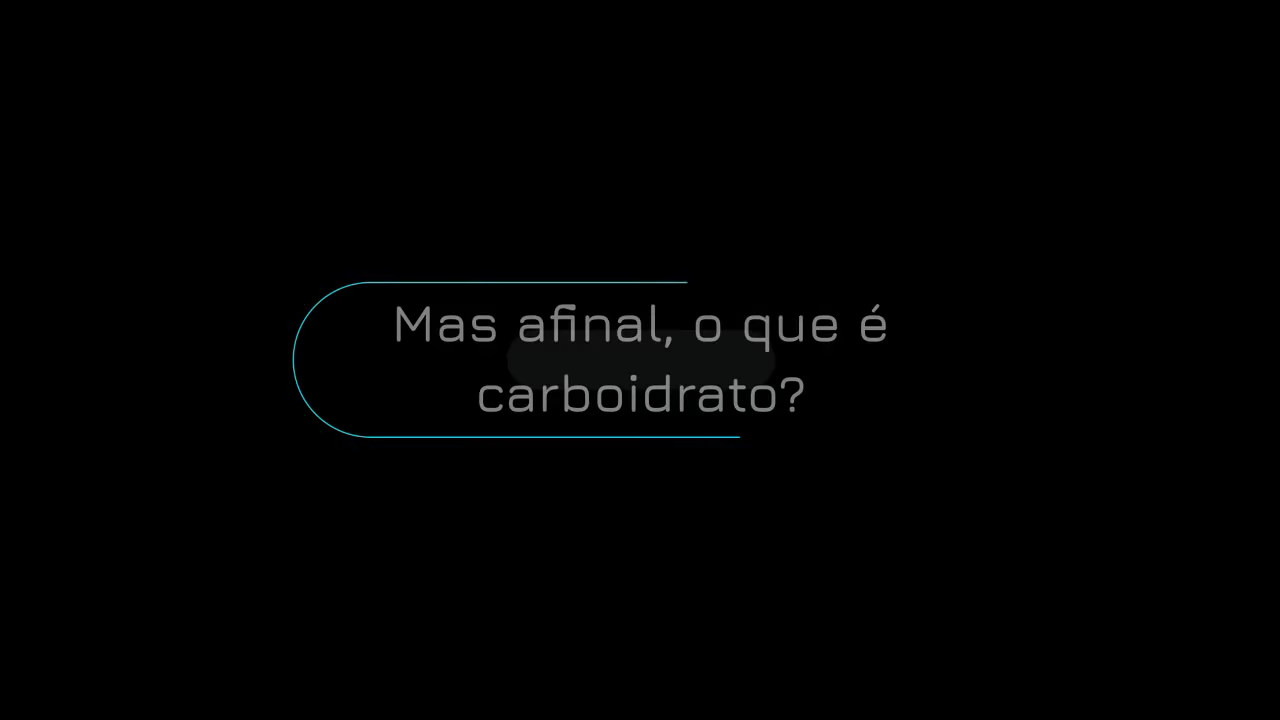 Mas afinal, o que é
carboidrato?